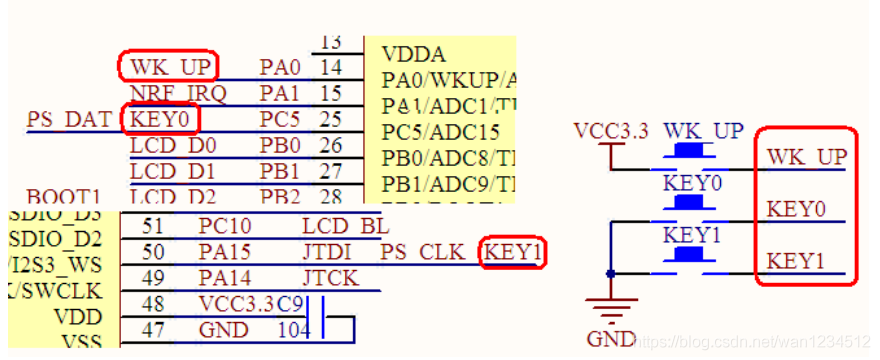 13
VDDA
WK_UP PA0 14 PA0/WKUP/A
NRF_IRQ PA1 15 PA1/ADC1/TI
PS_DAT KEY0 PC5 25 PC5/ADC15
LCD_D0 PB0 26 PB0/ADC8/TI
LCD_D1 PB1 27 PB1/ADC9/TI
BOOT1 LCD_D2 PB2 28
SDIO_D3
SDIO_D2 51 PC10 LCD_BL
/I2S3_WS 50 PA15 JTDI PS_CLK KEY1
K/SWCLK 49 PA14 JTCK
VDD 48 VCC3.3 C9
VSS 47 GND 104
VCC3.3 WK_UP
WK_UP
KEY0
KEY0
KEY1
KEY1
GND
https://blog.csdn.net/wan1234512